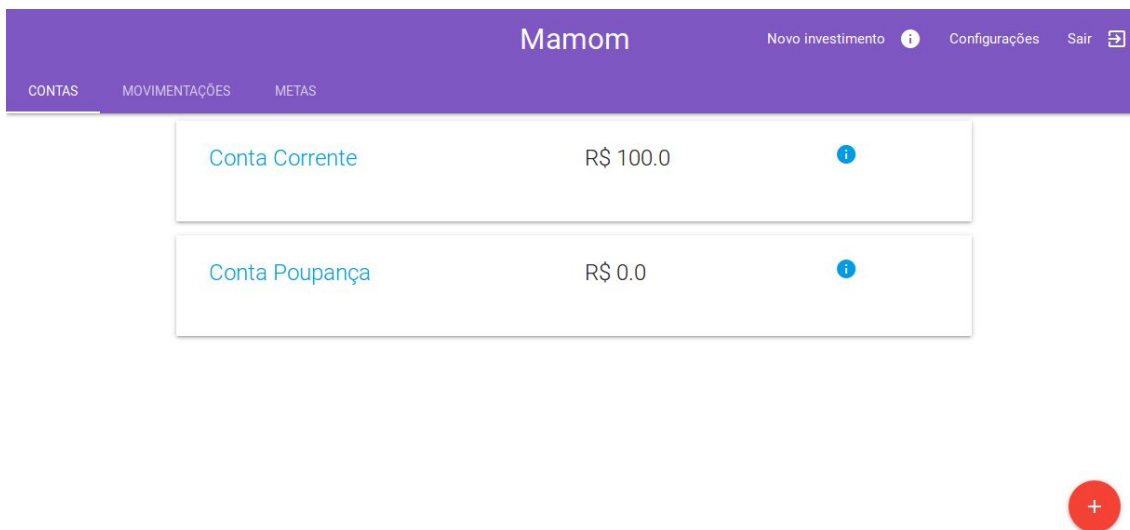 Mamom
Novo investimento
Configurações
Sair
CONTAS
MOVIMENTAÇÕES
METAS
Conta Corrente
R$ 100.0
Conta Poupança
R$ 0.0